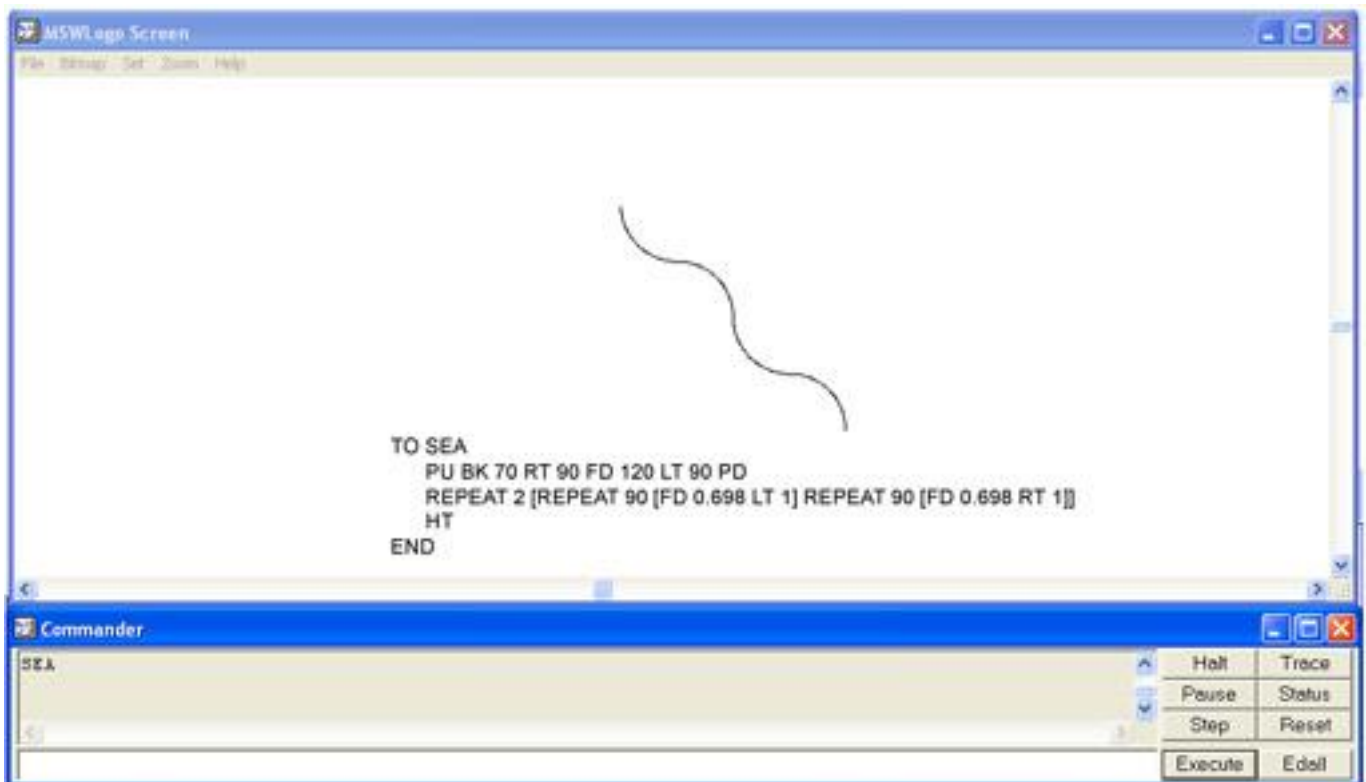 MSWLogo Screen
File Bitmap Set Zoom Help
TO SEA
PU BK 70 RT 90 FD 120 LT 90 PD
REPEAT 2 [REPEAT 90 [FD 0.698 LT 1] REPEAT 90 [FD 0.698 RT 1]]
HT
END
Commander
SEA
Halt Trace
Pause Status
Step Reset
Execute Edall